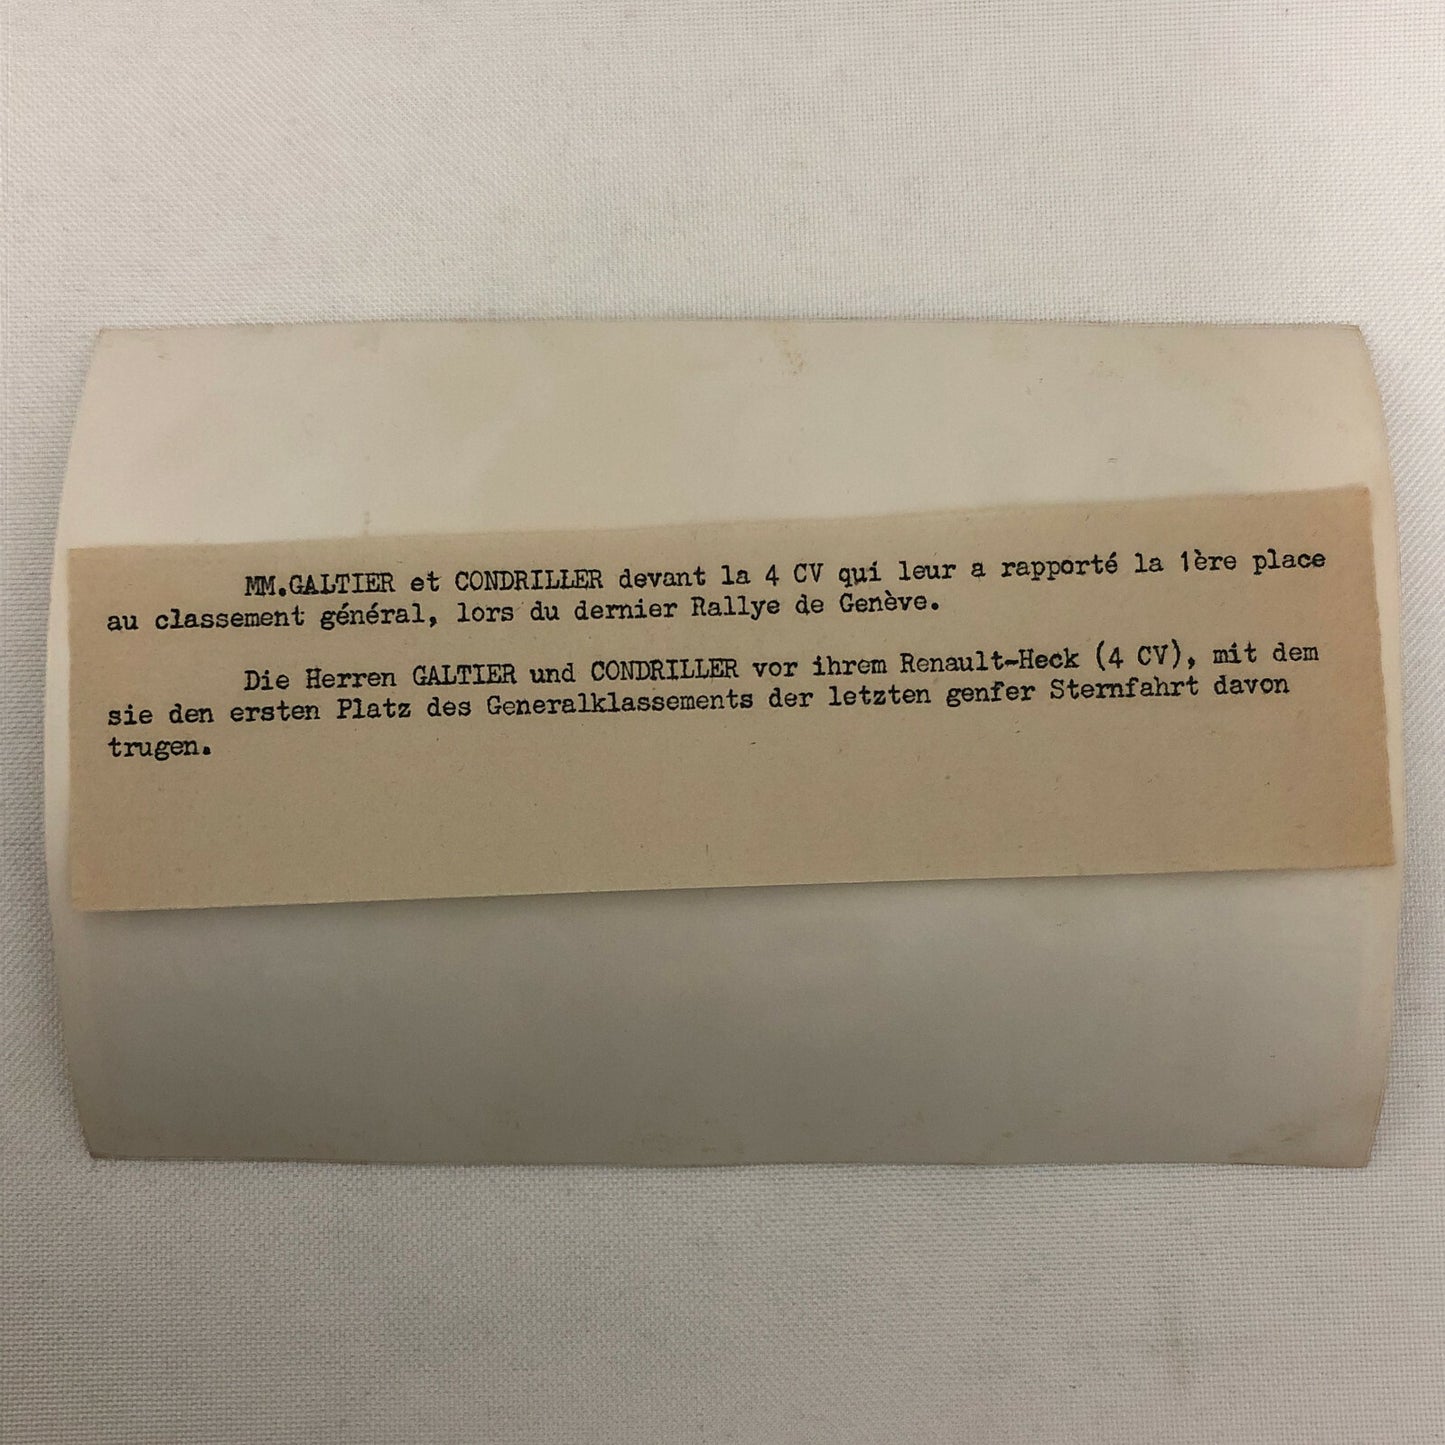 MM.GALTIER et CONDRILLER devant la 4 CV qui leur a rapporté la 1ère place
au classement général, lors du dernier Rallye de Genève.
Die Herren GALTIER und CONDRILLER vor ihrem Renault-Heck (4 CV), mit dem
sie den ersten Platz des Generalklassements der letzten genfer Sternfahrt davon
trugen.